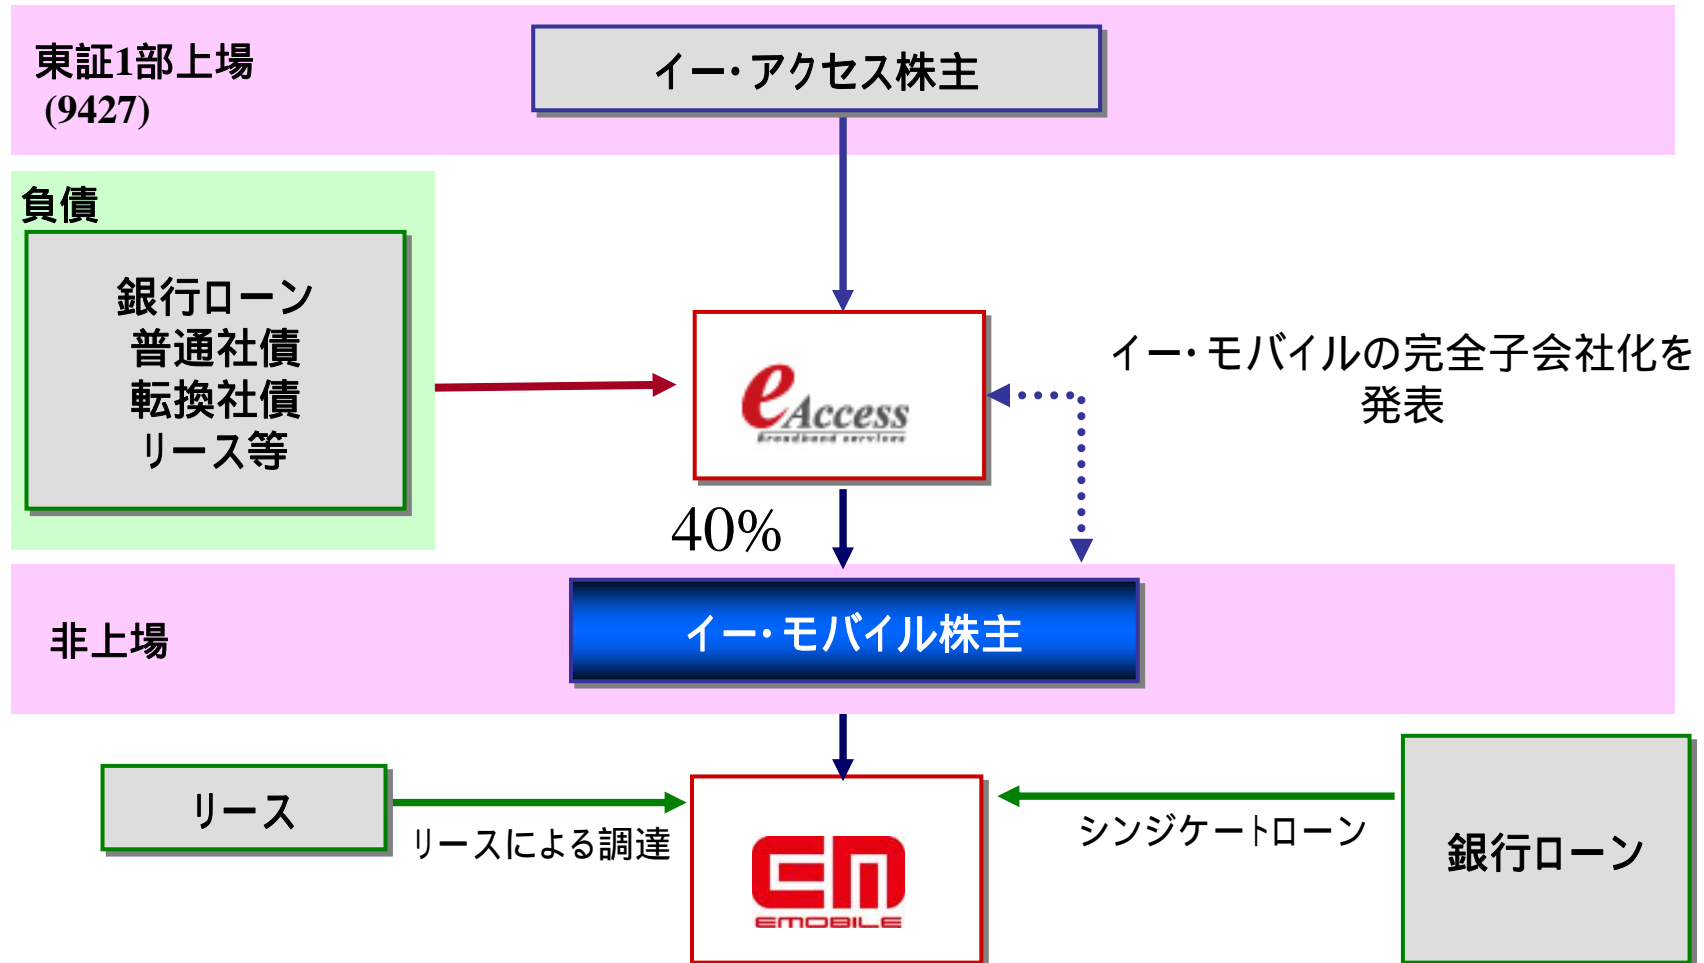 東証1部上場
(9427)
イー・アクセス株主
負債
銀行ローン
普通社債
転換社債
リース等
eAccess
Broadband services
イー・モバイルの完全子会社化を
発表
40%
非上場
イー・モバイル株主
リース
リースによる調達
EM
EMOBILE
シンジケートローン
銀行ローン